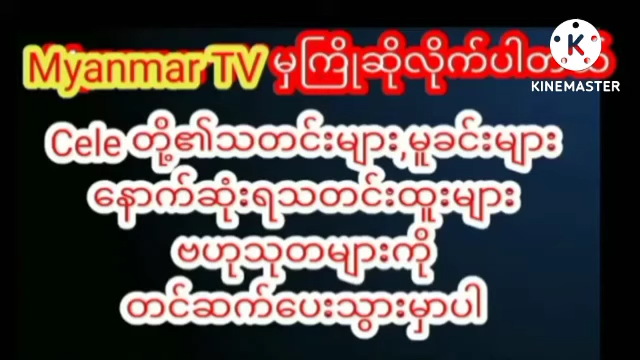 Myanmar TV မှကြိုဆိုလိုက်ပါတယ်
KINEMASTER
Cele တို့၏သတင်းများ,မူခင်းများ
နောက်ဆုံးရသတင်းထူးများ
ဗဟုသုတများကို
တင်ဆက်ပေးသွားမှာပါ